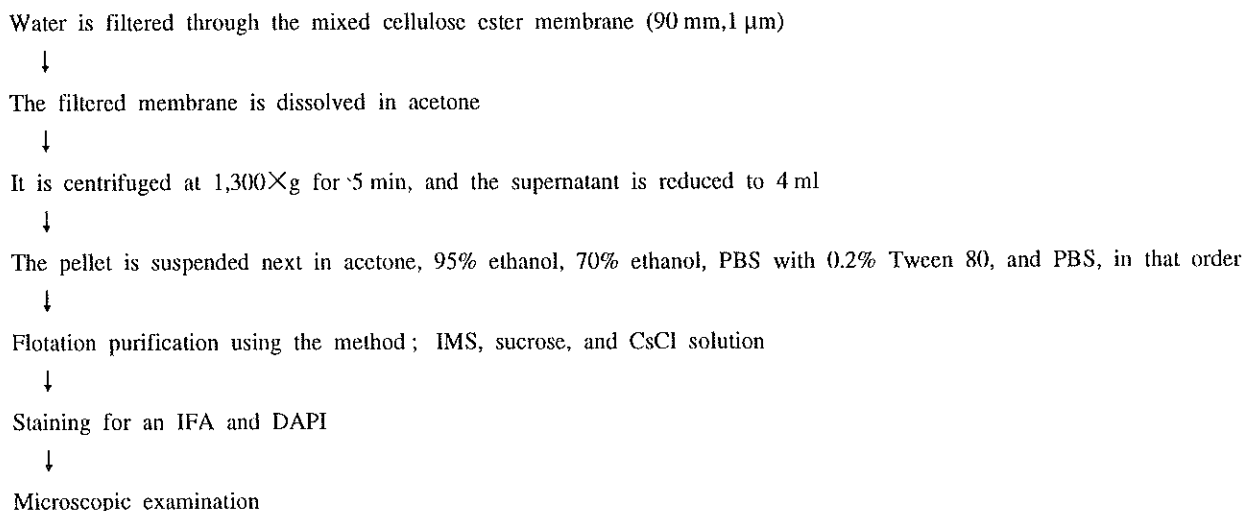 Water is filtered through the mixed cellulose ester membrane (90 mm,1 μm)
↓
The filtered membrane is dissolved in acetone
↓
It is centrifuged at 1,300×g for 5 min, and the supernatant is reduced to 4 ml
↓
The pellet is suspended next in acetone, 95% ethanol, 70% ethanol, PBS with 0.2% Tween 80, and PBS, in that order
↓
Flotation purification using the method; IMS, sucrose, and CsCl solution
↓
Staining for an IFA and DAPI
↓
Microscopic examination